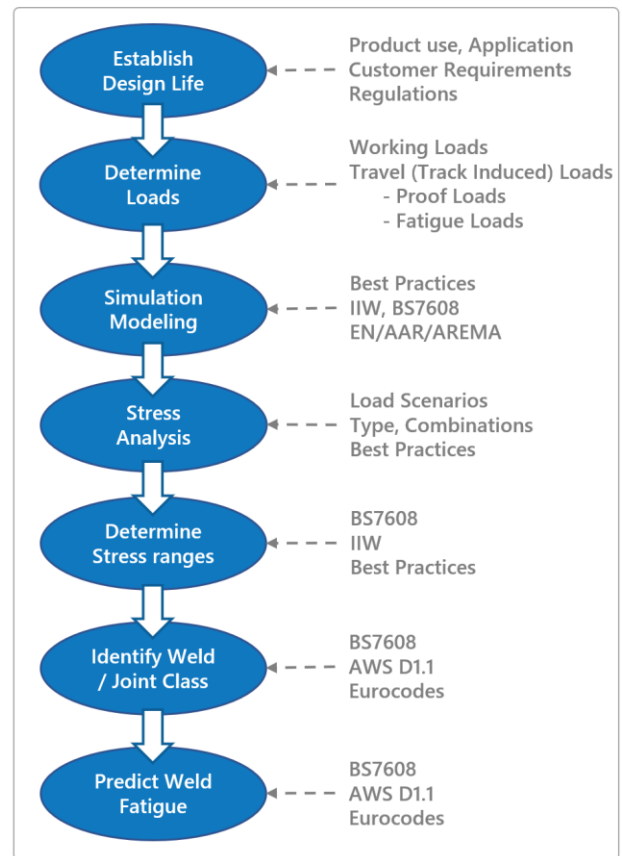 Establish
Design Life
Product use, Application
Customer Requirements
Regulations
Determine
Loads
Working Loads
Travel (Track Induced) Loads
- Proof Loads
- Fatigue Loads
Simulation
Modeling
Best Practices
IIW, BS7608
EN/AAR/AREMA
Stress
Analysis
Load Scenarios
Type, Combinations
Best Practices
Determine
Stress ranges
BS7608
IIW
Best Practices
Identify Weld
/ Joint Class
BS7608
AWS D1.1
Eurocodes
Predict Weld
Fatigue
BS7608
AWS D1.1
Eurocodes